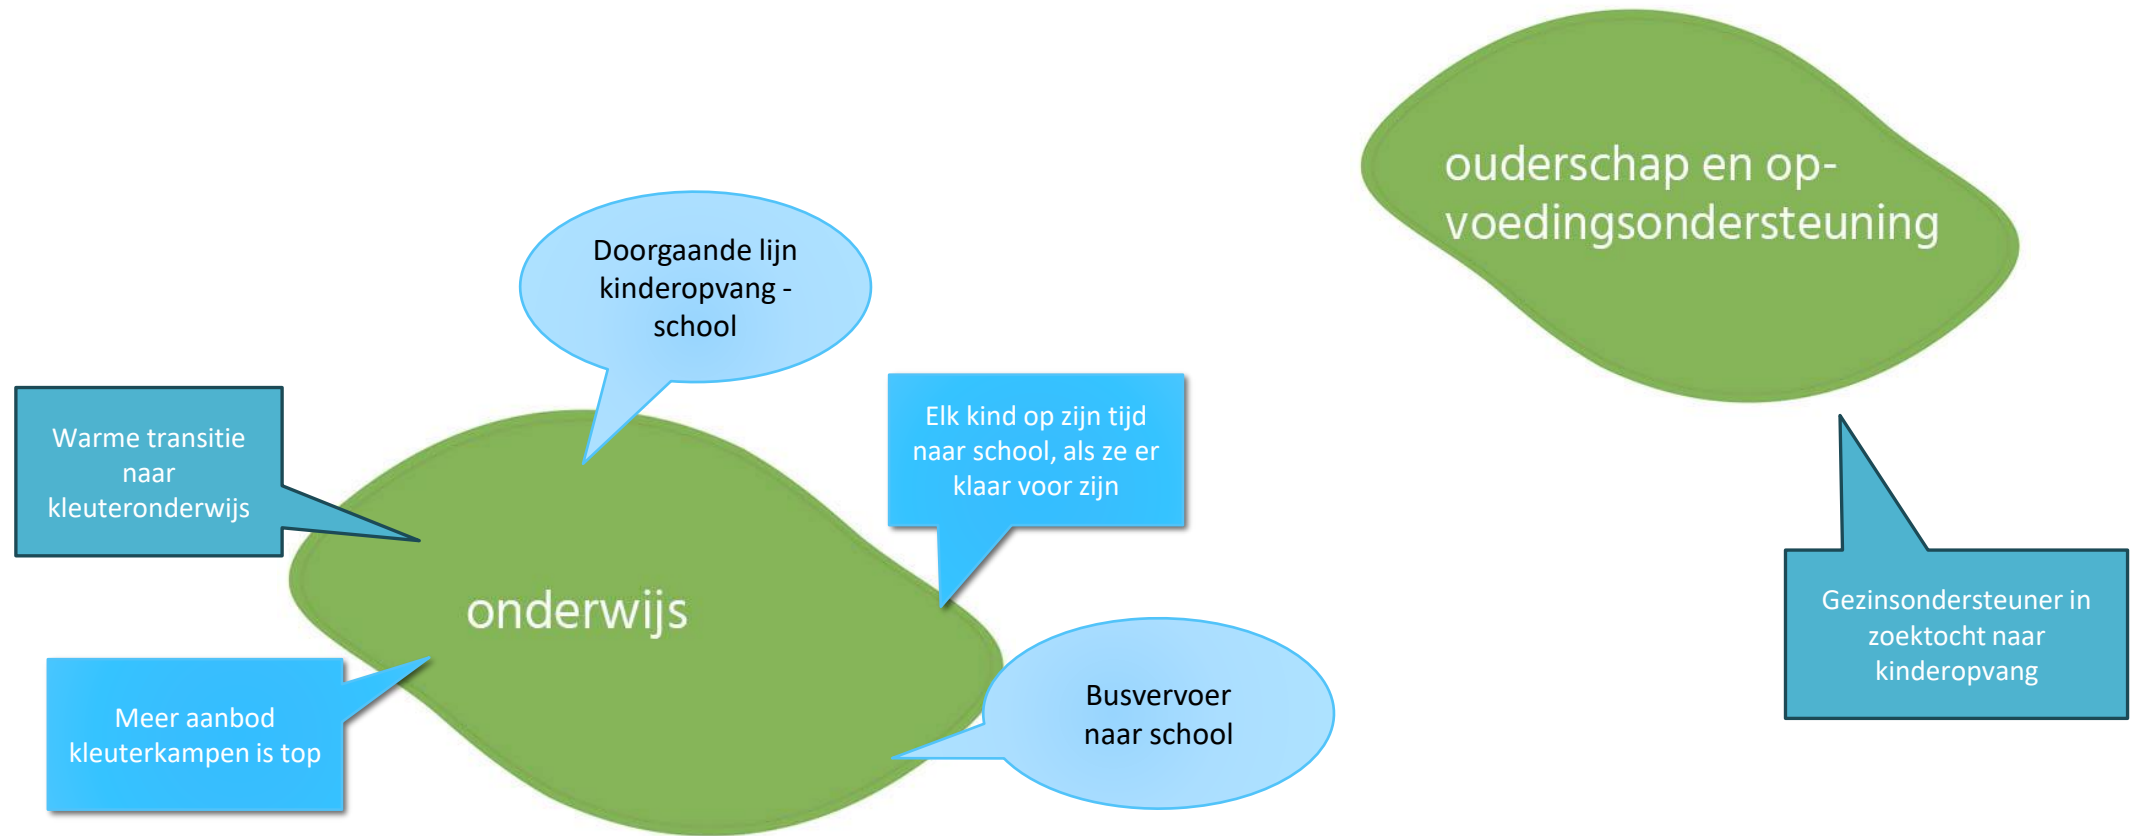 ouderschap en op-
voedingsondersteuning
Doorgaande lijn
kinderopvang -
school
Warme transitie
naar
kleuteronderwijs
Elk kind op zijn tijd
naar school, als ze er
klaar voor zijn
onderwijs
Gezinsondersteuner in
zoektocht naar
kinderopvang
Meer aanbod
kleuterkampen is top
Busvervoer
naar school